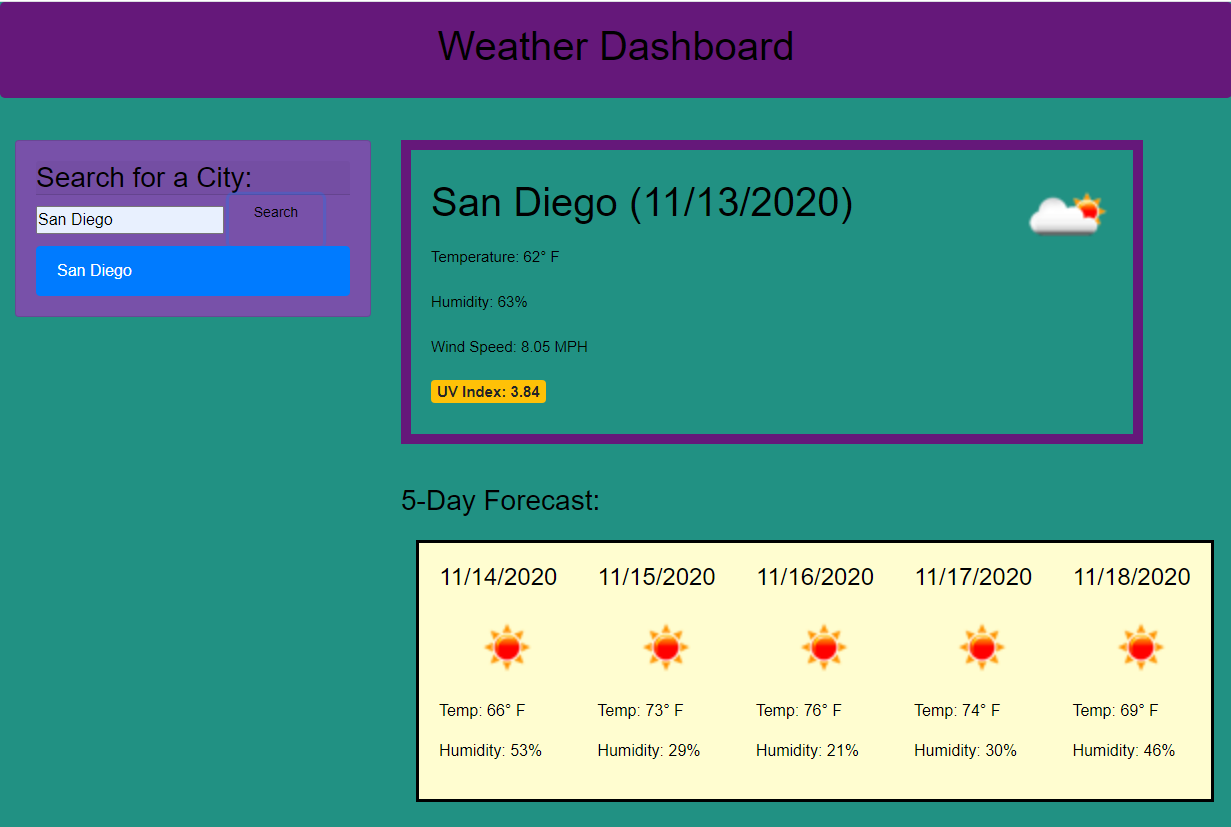 Weather Dashboard
Search for a City:
San Diego
Search
San Diego
San Diego (11/13/2020)
Temperature: 62° F
Humidity: 63%
Wind Speed: 8.05 MPH
UV Index: 3.84
5-Day Forecast:
11/14/2020 11/15/2020 11/16/2020 11/17/2020 11/18/2020
Temp: 66° F Temp: 73° F Temp: 76° F Temp: 74° F Temp: 69° F
Humidity: 53% Humidity: 29% Humidity: 21% Humidity: 30% Humidity: 46%